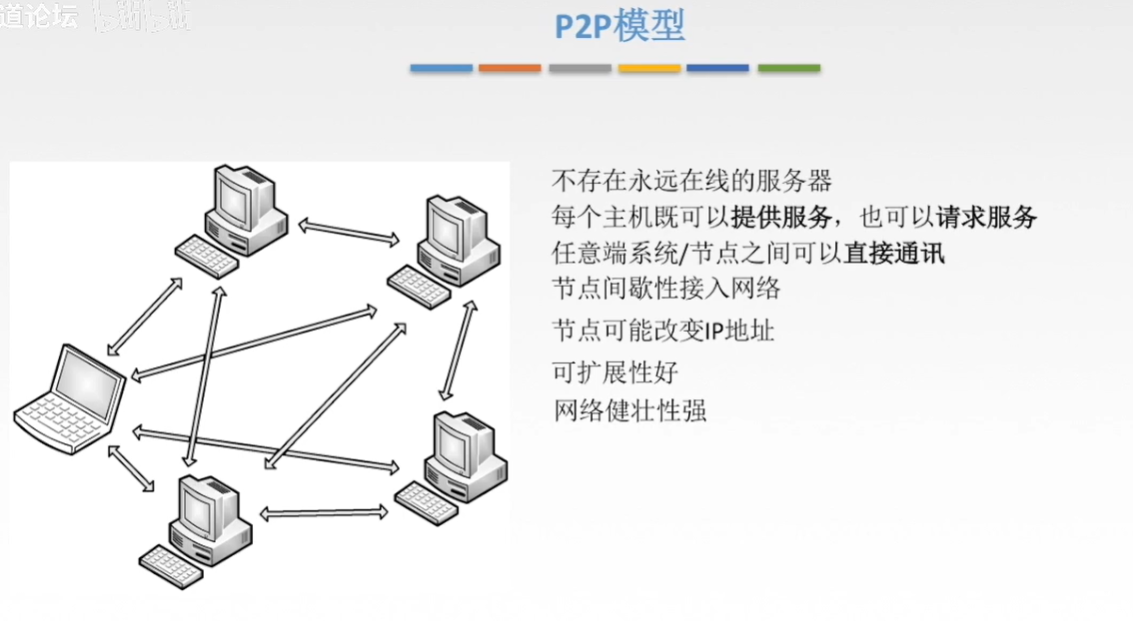 道论坛 bilibili
P2P模型
不存在永远在线的服务器
每个主机既可以提供服务，也可以请求服务
任意端系统/节点之间可以直接通讯
节点间歇性接入网络
节点可能改变IP地址
可扩展性好
网络健壮性强